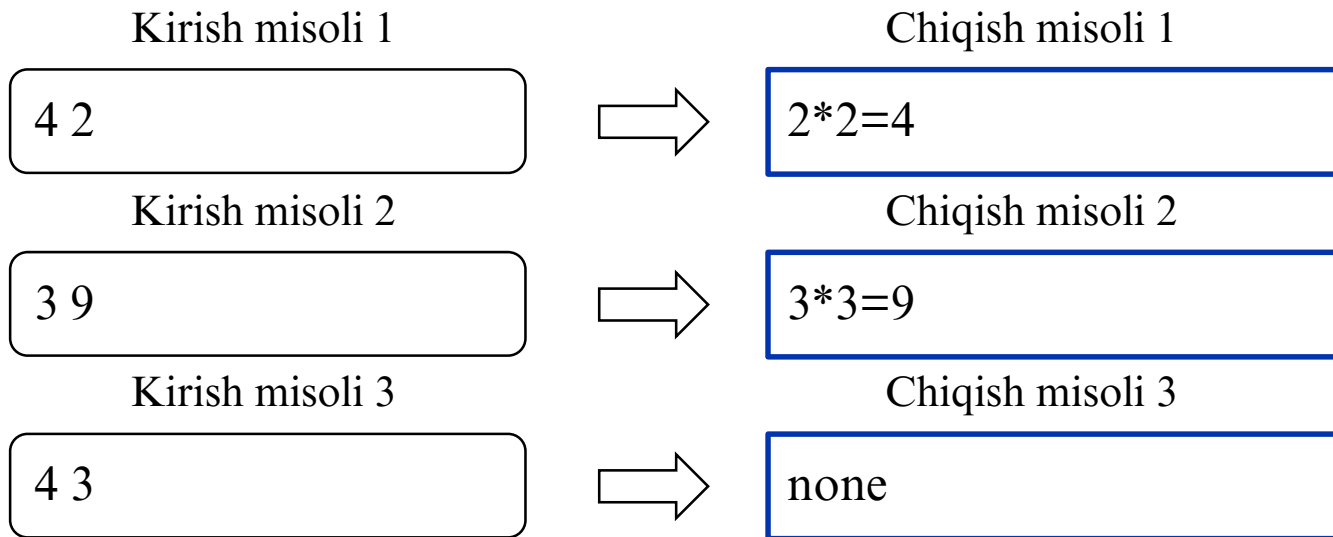 Kirish misoli 1
Chiqish misoli 1
4 2
2*2=4
Kirish misoli 2
Chiqish misoli 2
3 9
3*3=9
Kirish misoli 3
Chiqish misoli 3
4 3
none